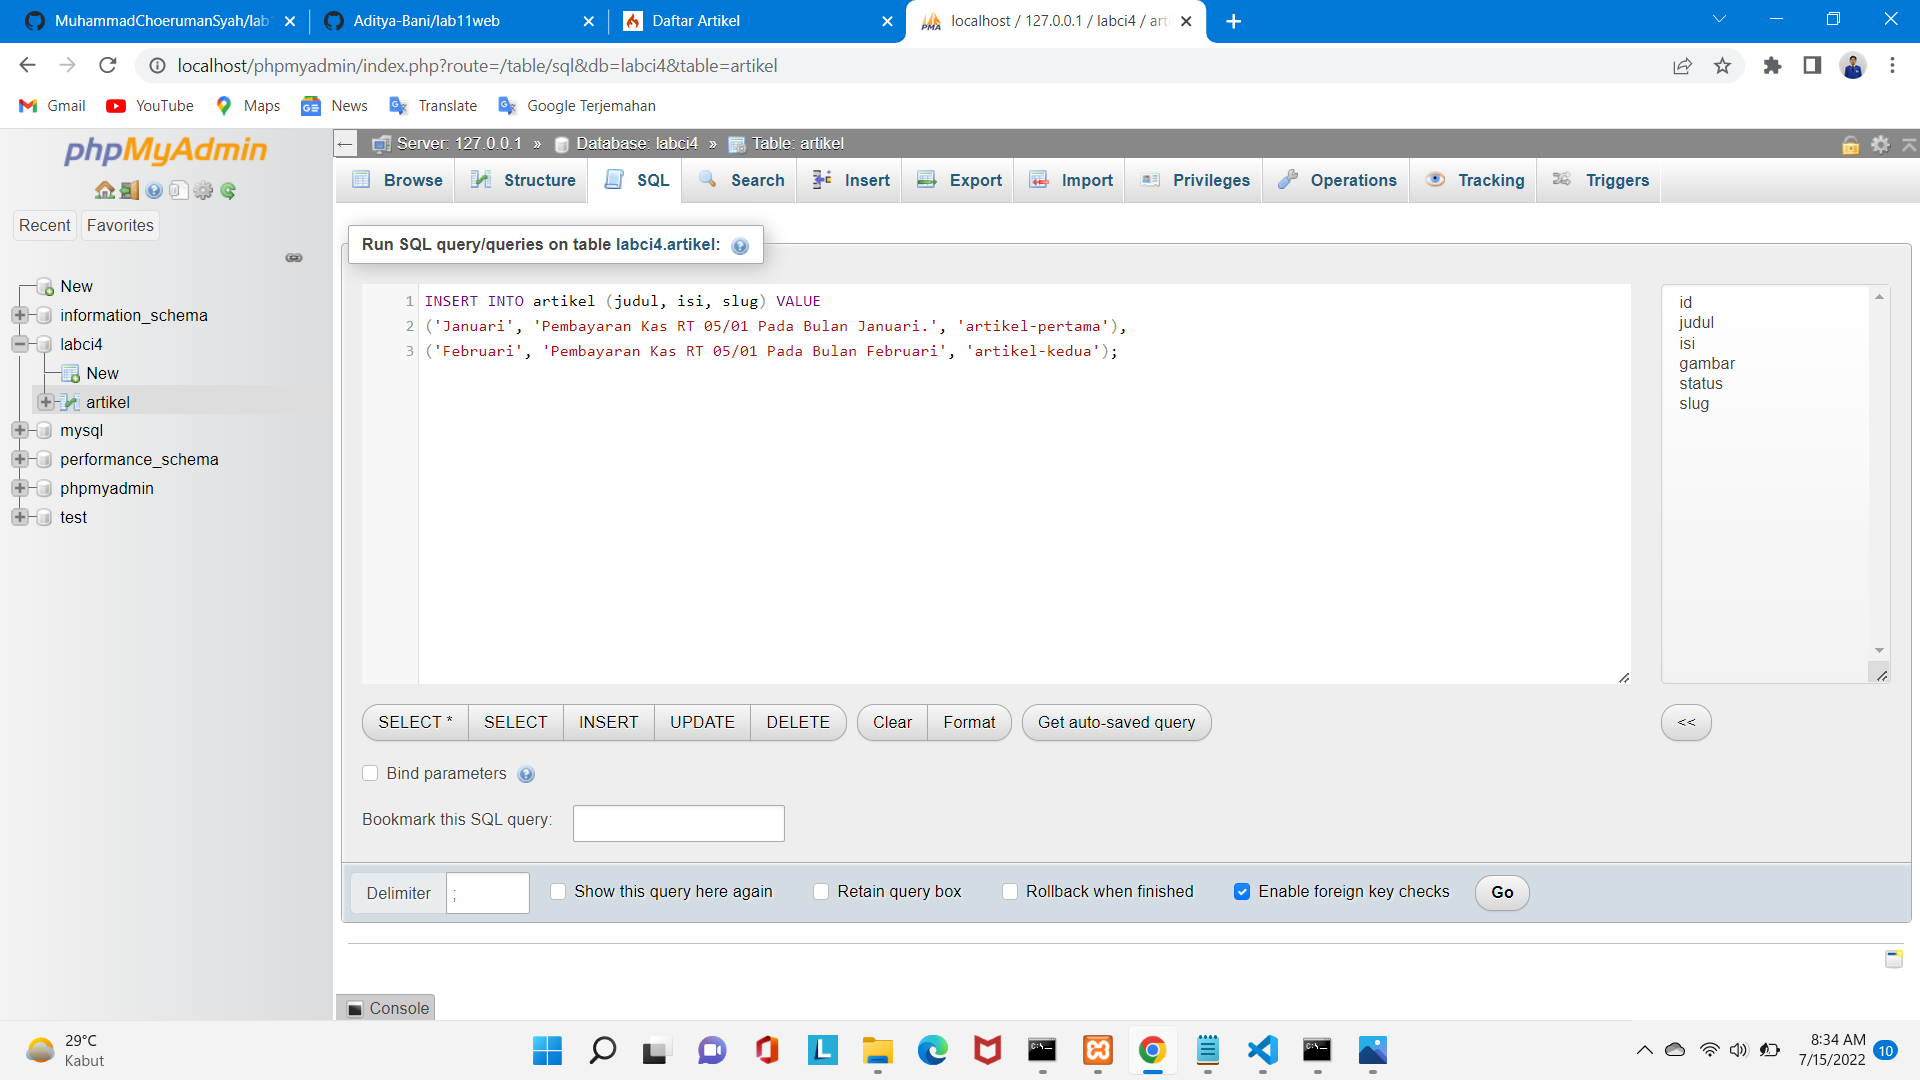 MuhammadChoerumanSyah/lab
Aditya-Bani/lab11web
Daftar Artikel
localhost / 127.0.0.1 / labci4 / art
localhost/phpmyadmin/index.php?route=/table/sql&db=labci4&table=artikel
Gmail YouTube Maps News Translate Google Terjemahan
phpMyAdmin
Recent Favorites
New
information_schema
labci4
New
artikel
mysql
performance_schema
phpmyadmin
test
Server: 127.0.0.1 » Database: labci4 » Table: artikel
Browse Structure SQL Search Insert Export Import Privileges Operations Tracking Triggers
Run SQL query/queries on table labci4.artikel:
1 INSERT INTO artikel (judul, isi, slug) VALUE
2 ('Januari', 'Pembayaran Kas RT 05/01 Pada Bulan Januari.', 'artikel-pertama'),
3 ('Februari', 'Pembayaran Kas RT 05/01 Pada Bulan Februari', 'artikel-kedua');
id
judul
isi
gambar
status
slug
SELECT * SELECT INSERT UPDATE DELETE Clear Format Get auto-saved query <<
Bind parameters
Bookmark this SQL query:
Delimiter ; Show this query here again Retain query box Rollback when finished Enable foreign key checks Go
Console
29°C
Kabut
8:34 AM
7/15/2022
10